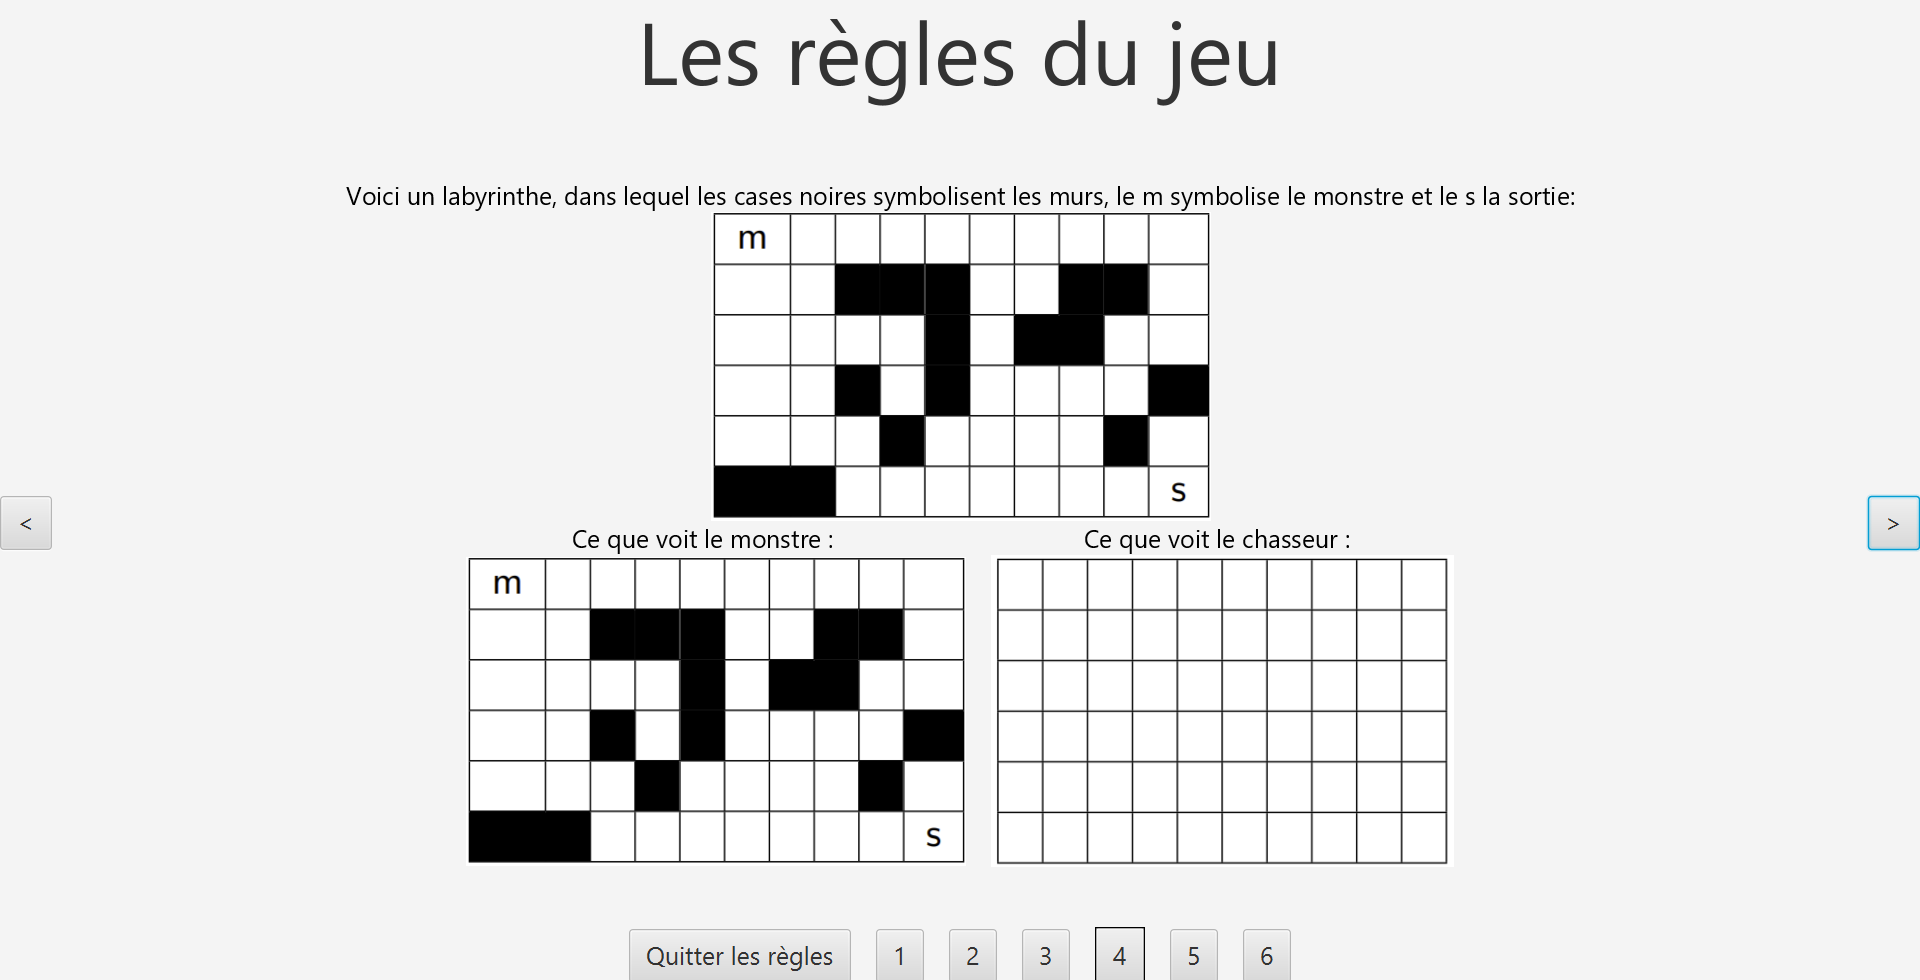 Les règles du jeu
Voici un labyrinthe, dans lequel les cases noires symbolisent les murs, le m symbolise le monstre et le s la sortie:
m
s
<
>
Ce que voit le monstre :
Ce que voit le chasseur :
m
s
Quitter les règles 1 2 3 4 5 6